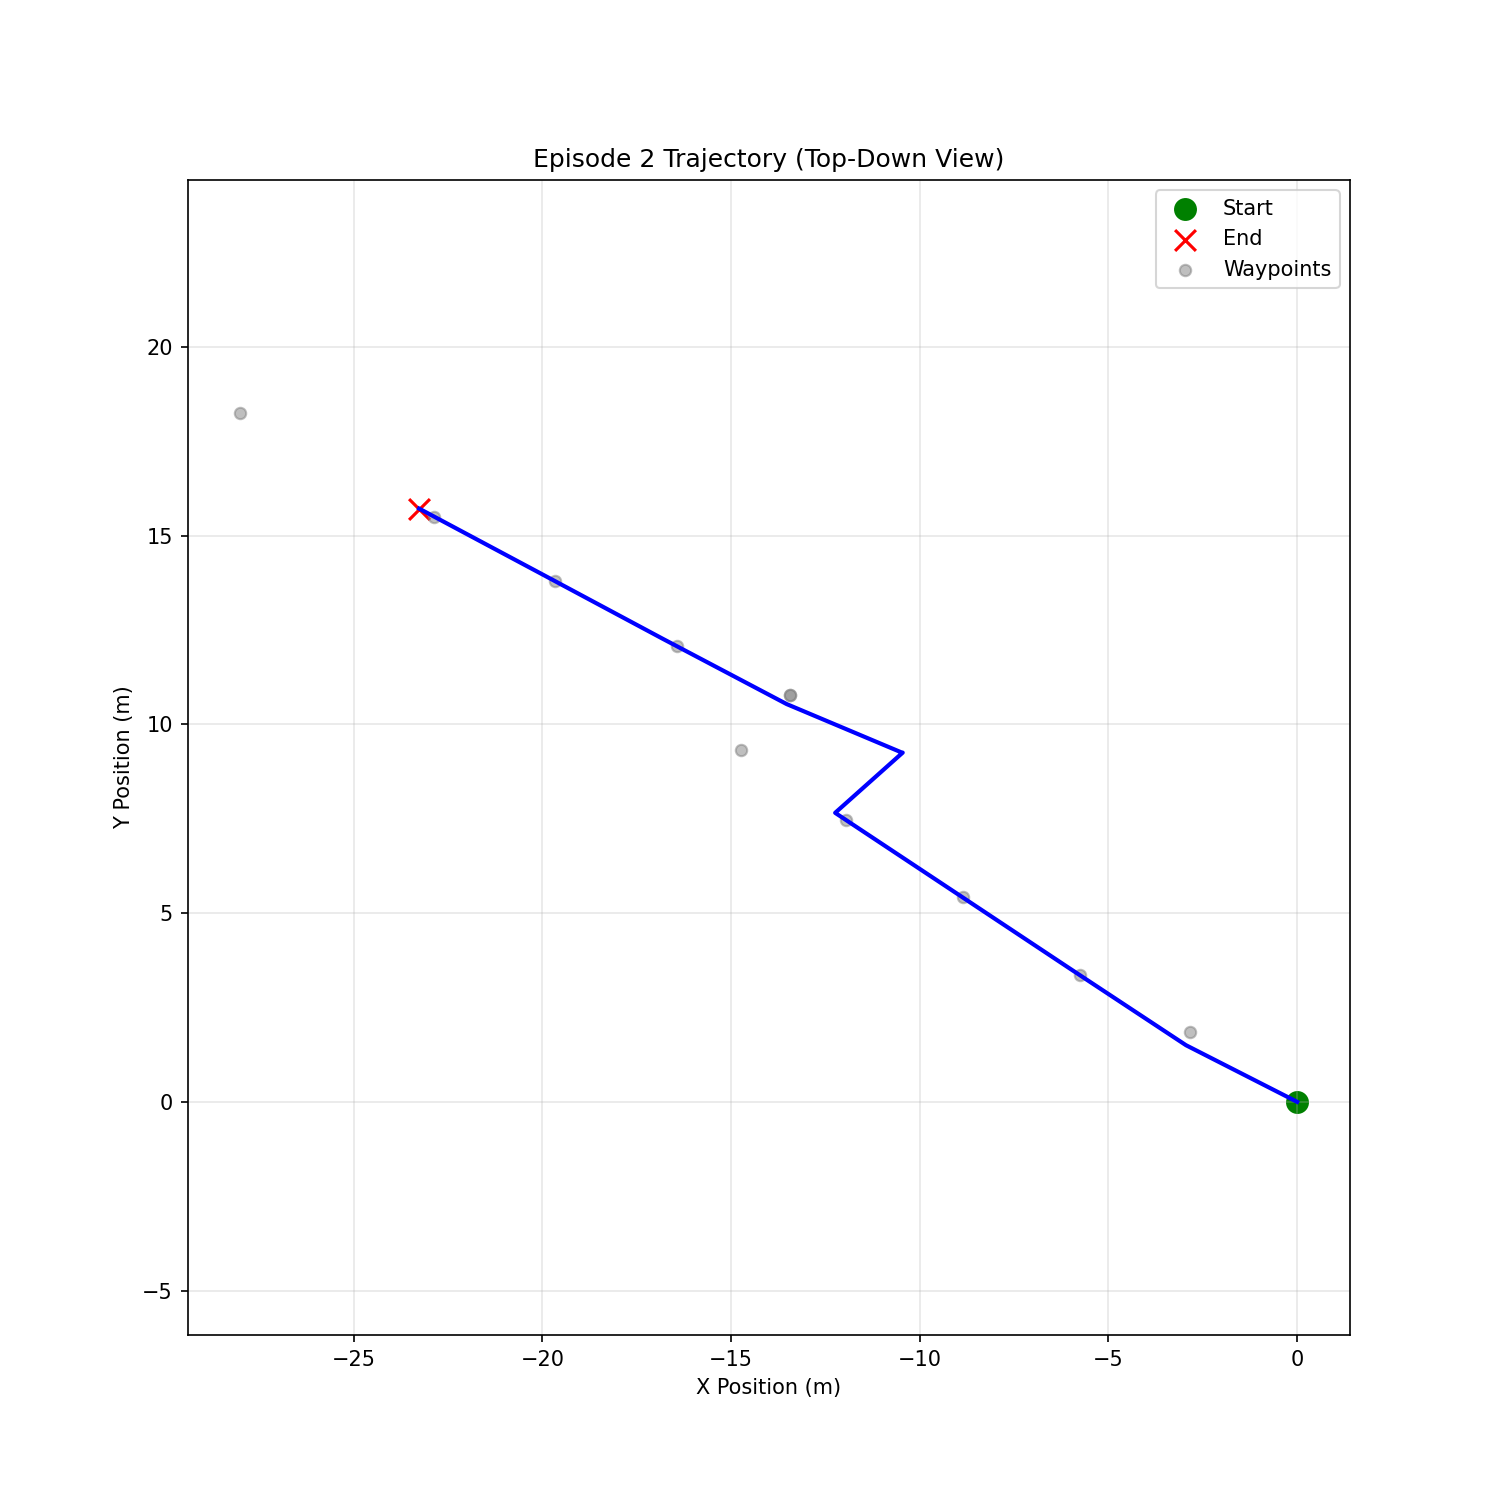 Episode 2 Trajectory (Top-Down View)
Start
End
Waypoints
20
15
10
5
0
−5
Y Position (m)
−25
−20
−15
−10
−5
0
X Position (m)